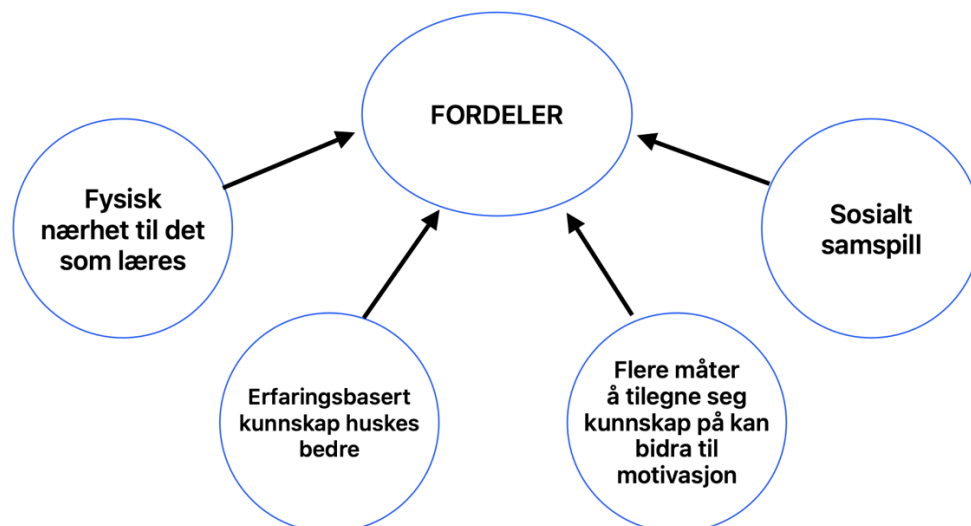 FORDELER
Fysisk
nærhet til det
som læres
Erfaringsbasert
kunnskap huskes
bedre
Flere måter
å tilegne seg
kunnskap på kan
bidra til
motivasjon
Sosialt
samspill